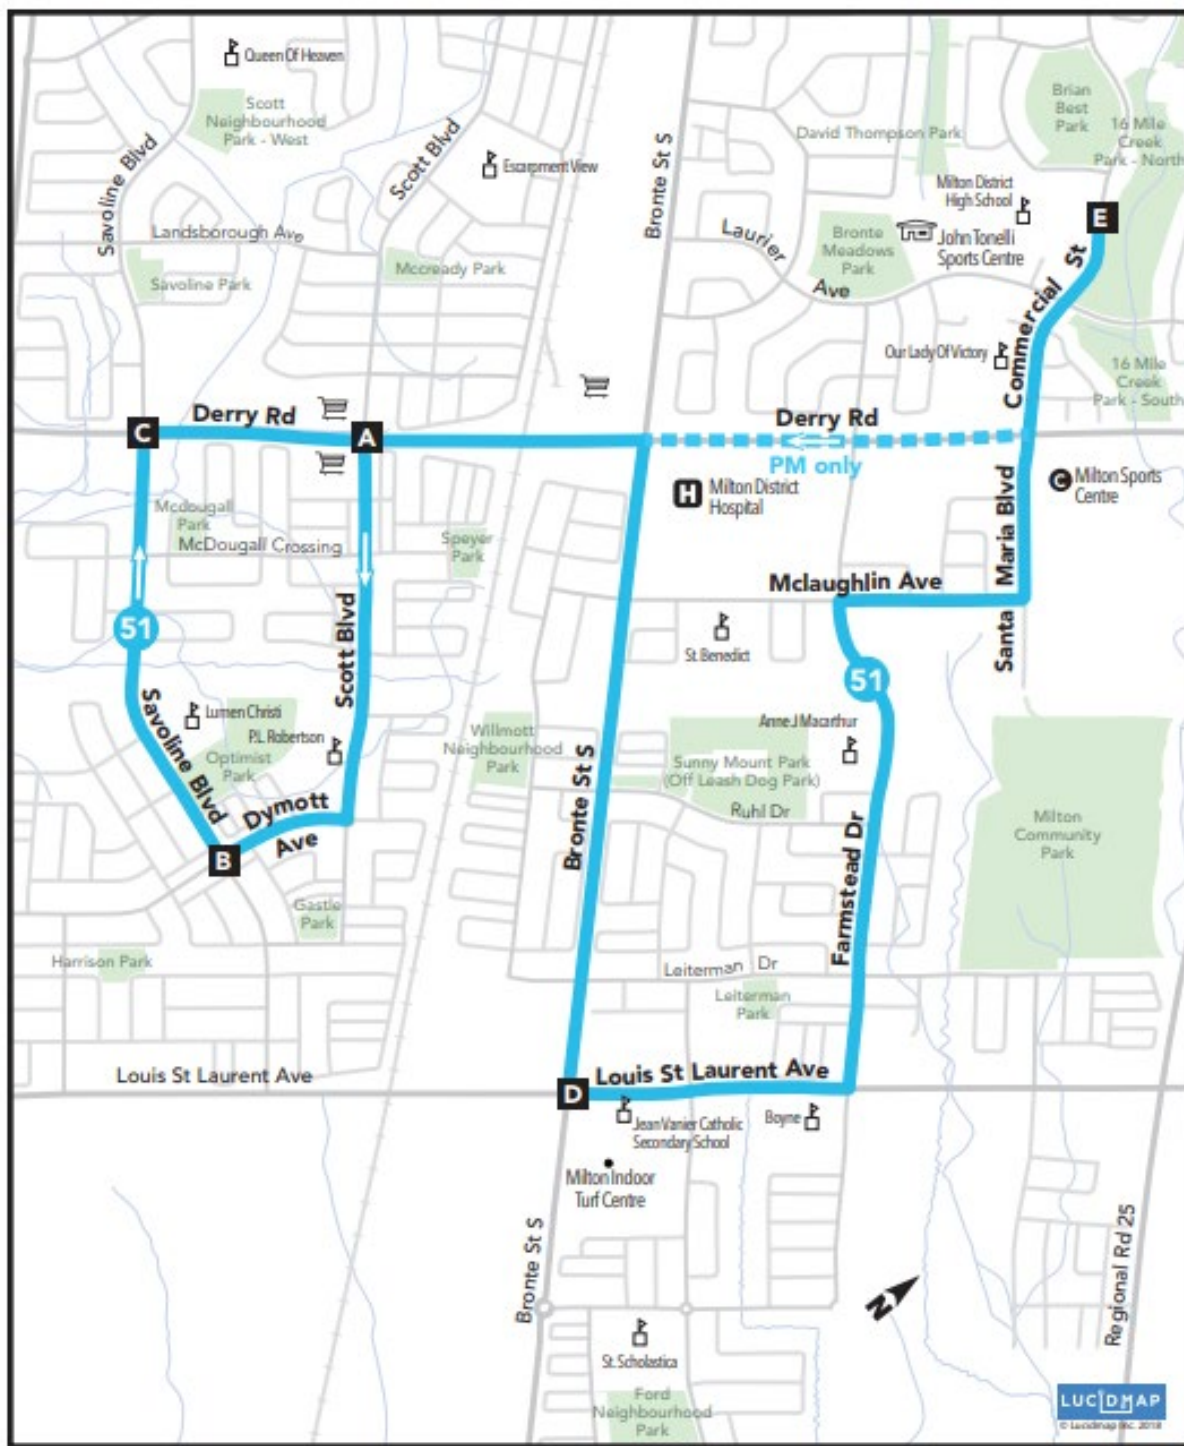 Queen Of Heaven
Scott
Neighbourhood
Park - West
Savoline Blvd
Scott Blvd
Escarpment View
Landsborough Ave
Savoline Park
Mccready Park
Bronte St S
David Thompson Park
Brian
Best
Park
16 Mile
Creek
Park - North
Milton District
High School
E
Laurier
Ave
Bronte
Meadows
Park
John Tonelli
Sports Centre
Commercial St
Our Lady Of Victory
16 Mile
Creek
Park - South
C
Derry Rd
A
Derry Rd
PM only
H
Milton District
Hospital
C
Milton Sports
Centre
Mcdougall
Park
McDougall Crossing
Speyer
Park
Santa Maria Blvd
Mclaughlin Ave
51
Scott Blvd
St. Benedict
51
Savoline Blvd
Lumen Christi
P.L. Robertson
Optimist
Park
Willmott
Neighbourhood
Park
Bronte St S
Anne J Macarthur
Sunny Mount Park
(Off Leash Dog Park)
Ruhl Dr
Milton
Community
Park
Dymott
Ave
B
Farmstead Dr
Gastle
Park
Harrison Park
Leiterman Dr
Leiterman
Park
Louis St Laurent Ave
D
Louis St Laurent Ave
Jean Vanier Catholic
Secondary School
Boyne
Milton Indoor
Turf Centre
Bronte St S
N
Regional Rd 25
St. Scholastica
Ford
Neighbourhood
Park
LUCIDMAP
© Lucidmap Inc. 2018